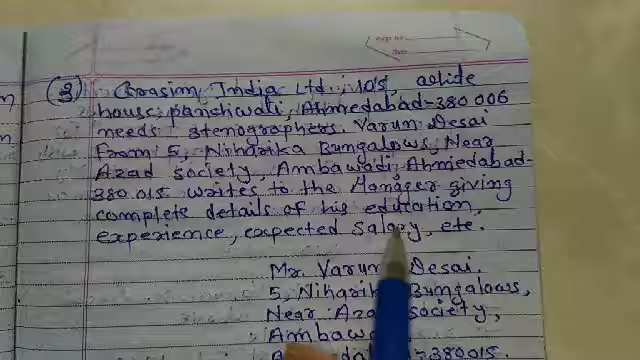 (3) Grasim India Ltd., 105, astide
house, panchwati, Ahmedabad-380 006
needs stenographers. Varun Desai
from 5, Niharika Bungalows, Near
Azad society, Ambawadi, Ahmedabad-
380 015 writes to the Manager giving
complete details of his education,
experience, expected salary, etc.
Mr. Varun Desai,
5, Niharika Bungalows,
Near Azad society,